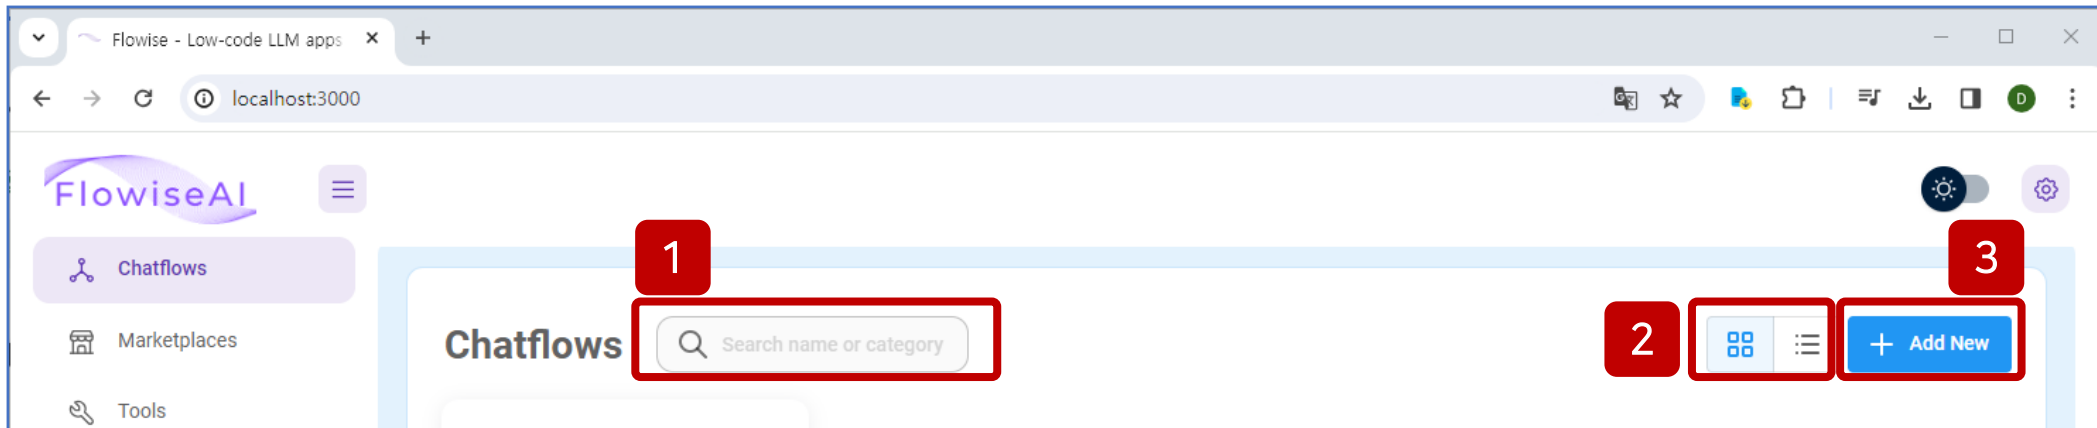 Flowise - Low-code LLM apps
localhost:3000
D
FlowiseAI
Chatflows
Marketplaces
Tools
1
2
3
Chatflows
Search name or category
Add New